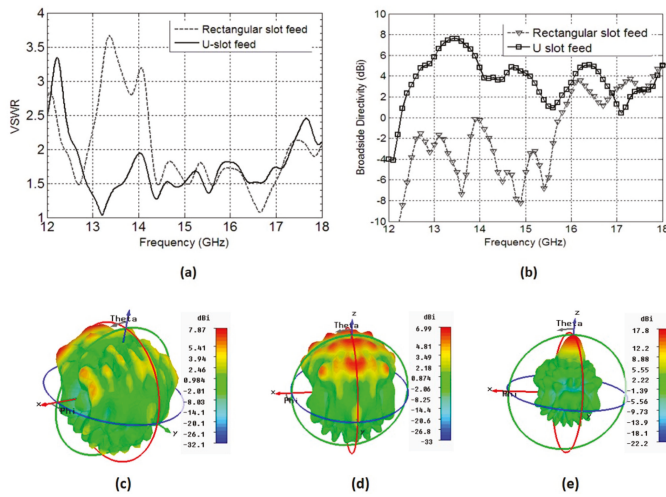 4
3.5
3
2.5
2
1.5
1
VSWR
Rectangular slot feed
U-slot feed
12 13 14 15 16 17 18
Frequency (GHz)
(a)
10
8
6
4
2
0
-2
-4
-6
-8
-10
Broadside Directivity (dBi)
Rectangular slot feed
U slot feed
12 13 14 15 16 17 18
Frequency (GHz)
(b)
Theta
x
Phi
y
dBi
7.87
5.41
3.94
2.46
0.984
-2.01
-8.03
-14.1
-20.1
-26.1
-32.1
(c)
z
Theta
x
Phi
dBi
6.99
4.81
3.5
2.18
0.874
-2.06
-8.25
-14.4
-20.6
-26.8
-33
(d)
z
Theta
x
Phi
dBi
17.8
12.2
8.88
5.55
2.22
-1.39
-5.55
-9.71
-13.9
-18.1
-22.2
(e)